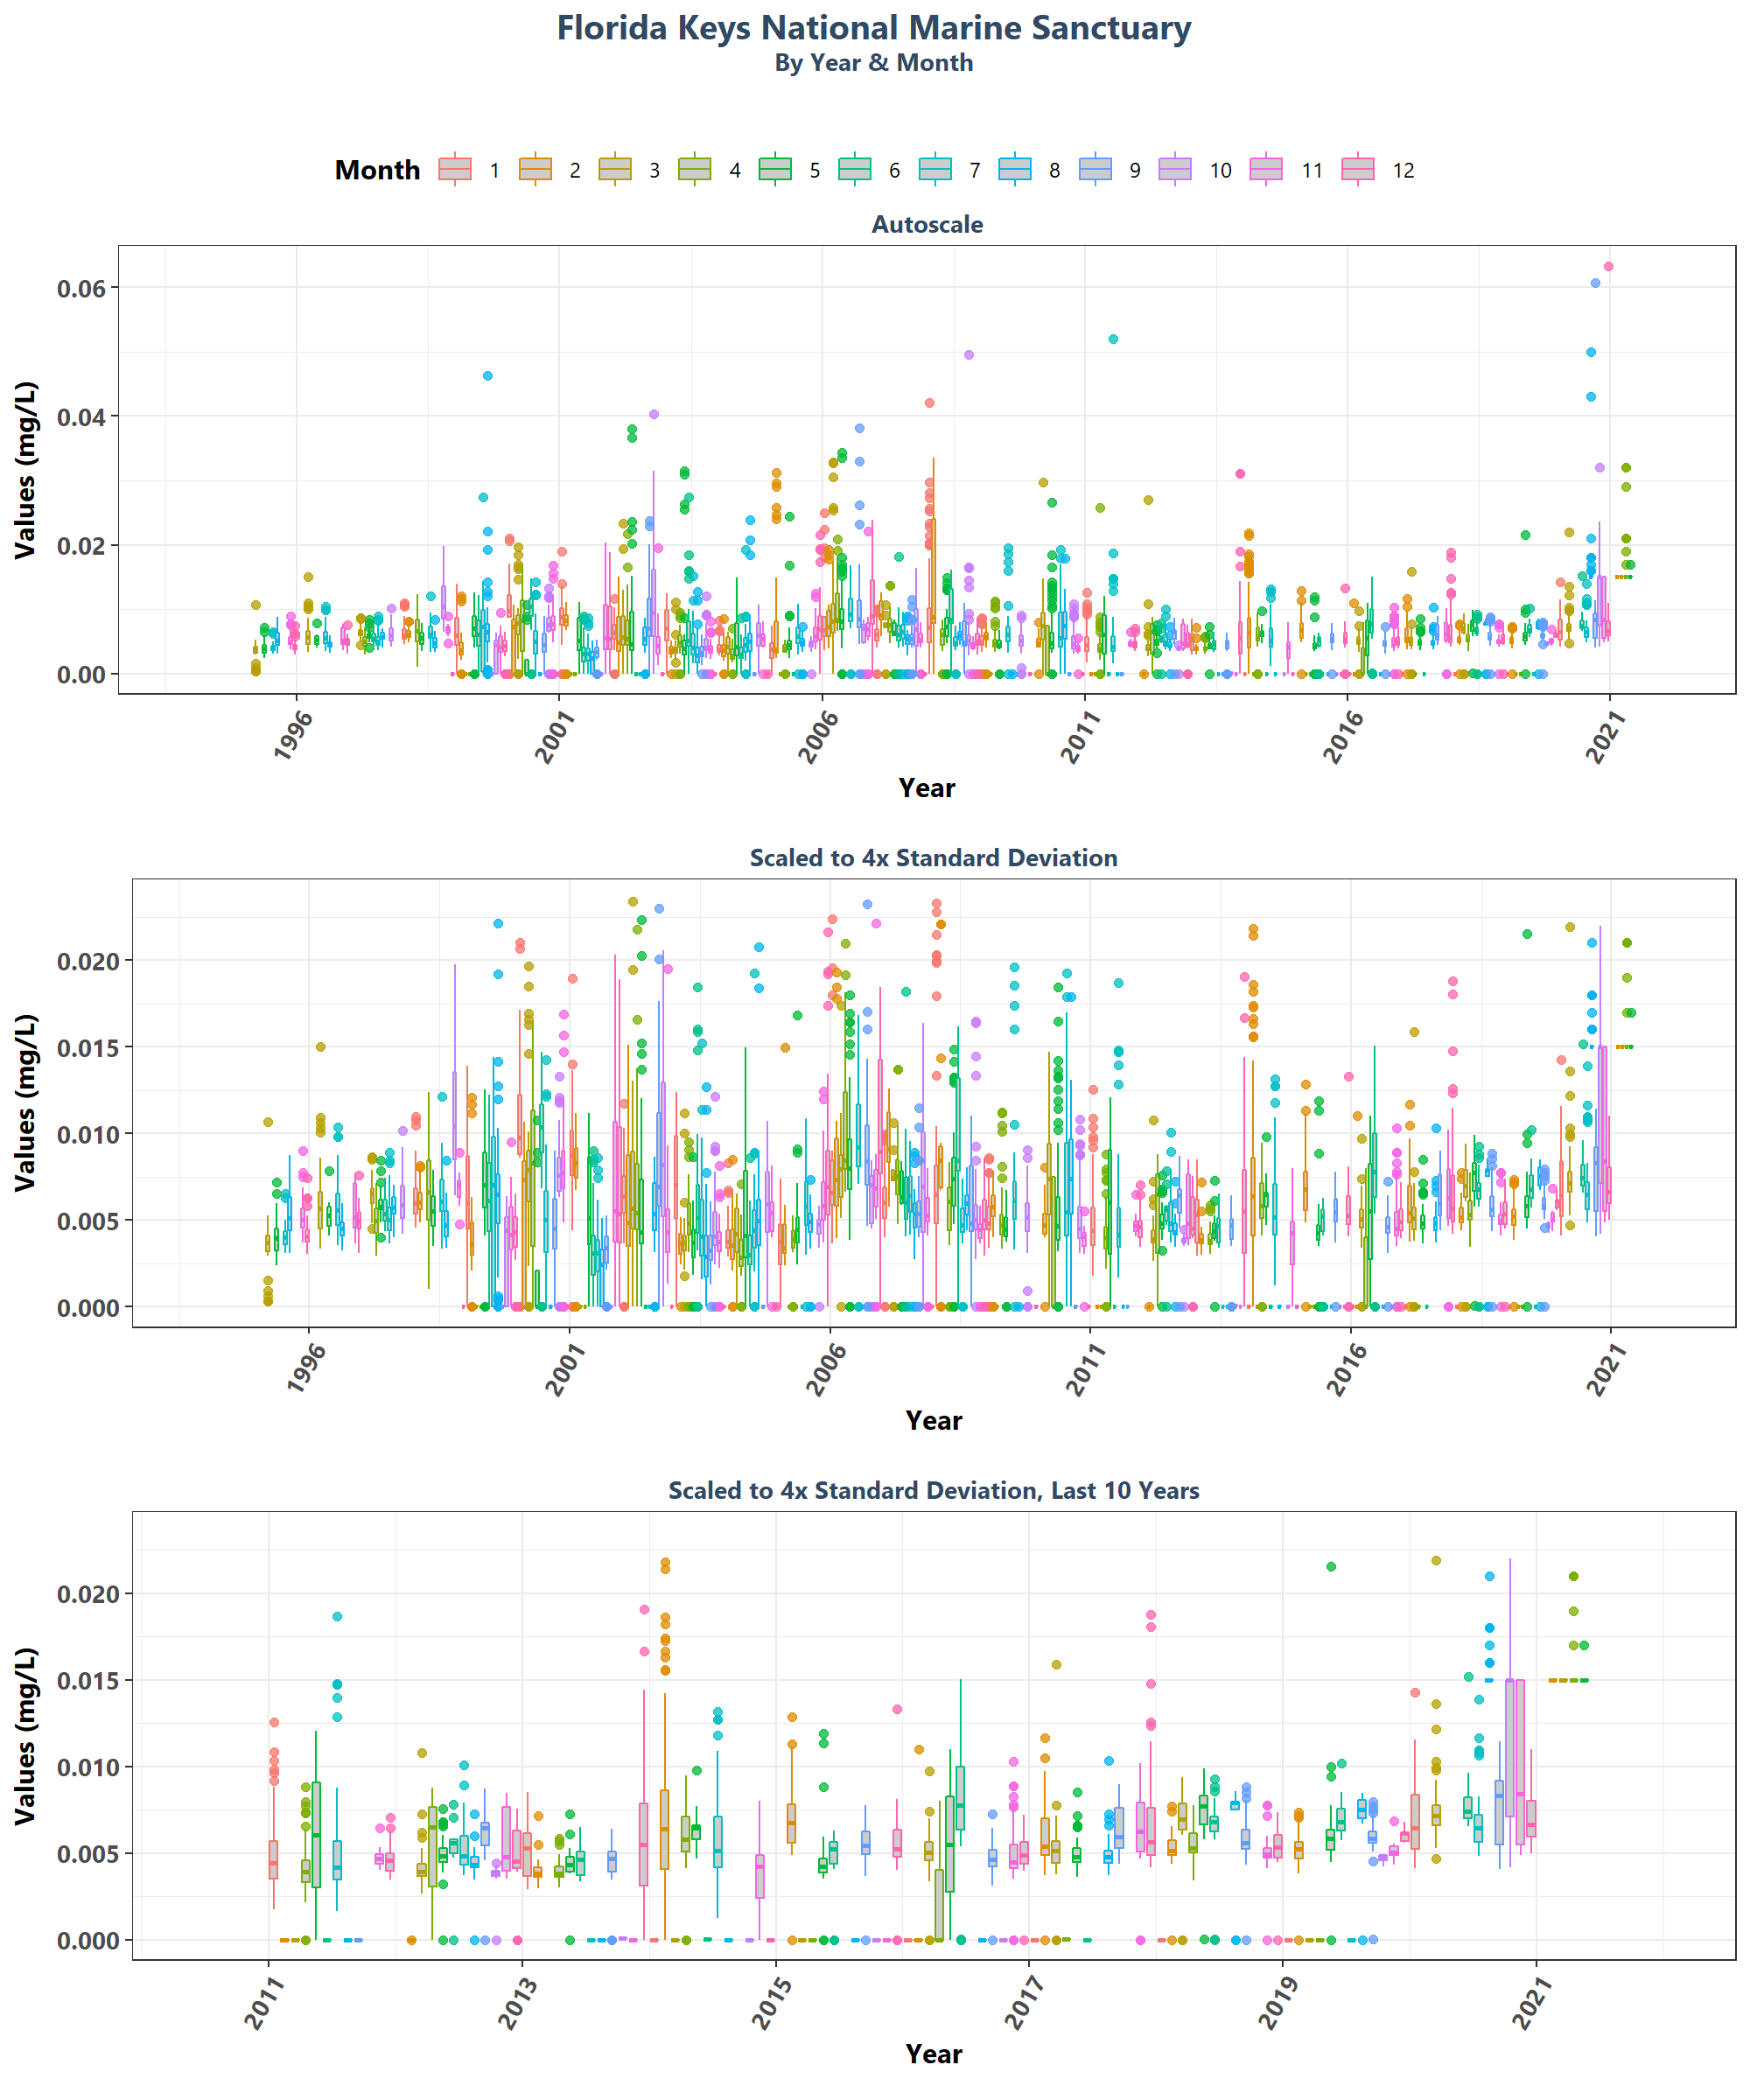 Florida Keys National Marine Sanctuary
By Year & Month
Month 1 2 3 4 5 6 7 8 9 10 11 12
Autoscale
Values (mg/L)
0.06
0.04
0.02
0.00
1996 2001 2006 2011 2016 2021
Year
Scaled to 4x Standard Deviation
Values (mg/L)
0.020
0.015
0.010
0.005
0.000
1996 2001 2006 2011 2016 2021
Year
Scaled to 4x Standard Deviation, Last 10 Years
Values (mg/L)
0.020
0.015
0.010
0.005
0.000
2011 2013 2015 2017 2019 2021
Year